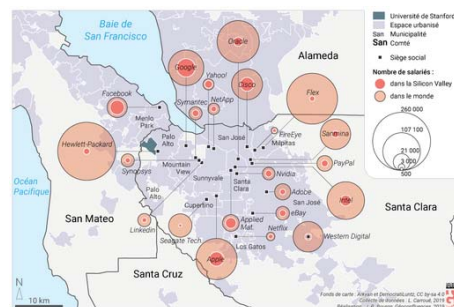 Baie de
San Francisco
Oracle
Alameda
Google
Yahoo!
Cisco
Flex
Facebook
Symantec
NetApp
Menlo
Park
Palo
Alto
San José
FireEye
Milpitas
Sanmina
Hewlett-Packard
Synopsys
Mountain
View
Sunnyvale
Santa
Clara
PayPal
Nvidia
Palo
Alto
Adobe
Océan
Pacifique
San Mateo
Cupertino
San José
eBay
Intel
Santa Clara
Linkedin
Seagate Tech
Applied
Mat.
Netflix
Los Gatos
Western Digital
Apple
Santa Cruz
N
10 km
Université de Stanford
Espace urbanisé
San Municipalité
San Comté
Siège social
Nombre de salariés :
dans la Silicon Valley
dans le monde
260 000
107 100
21 000
3 000
500